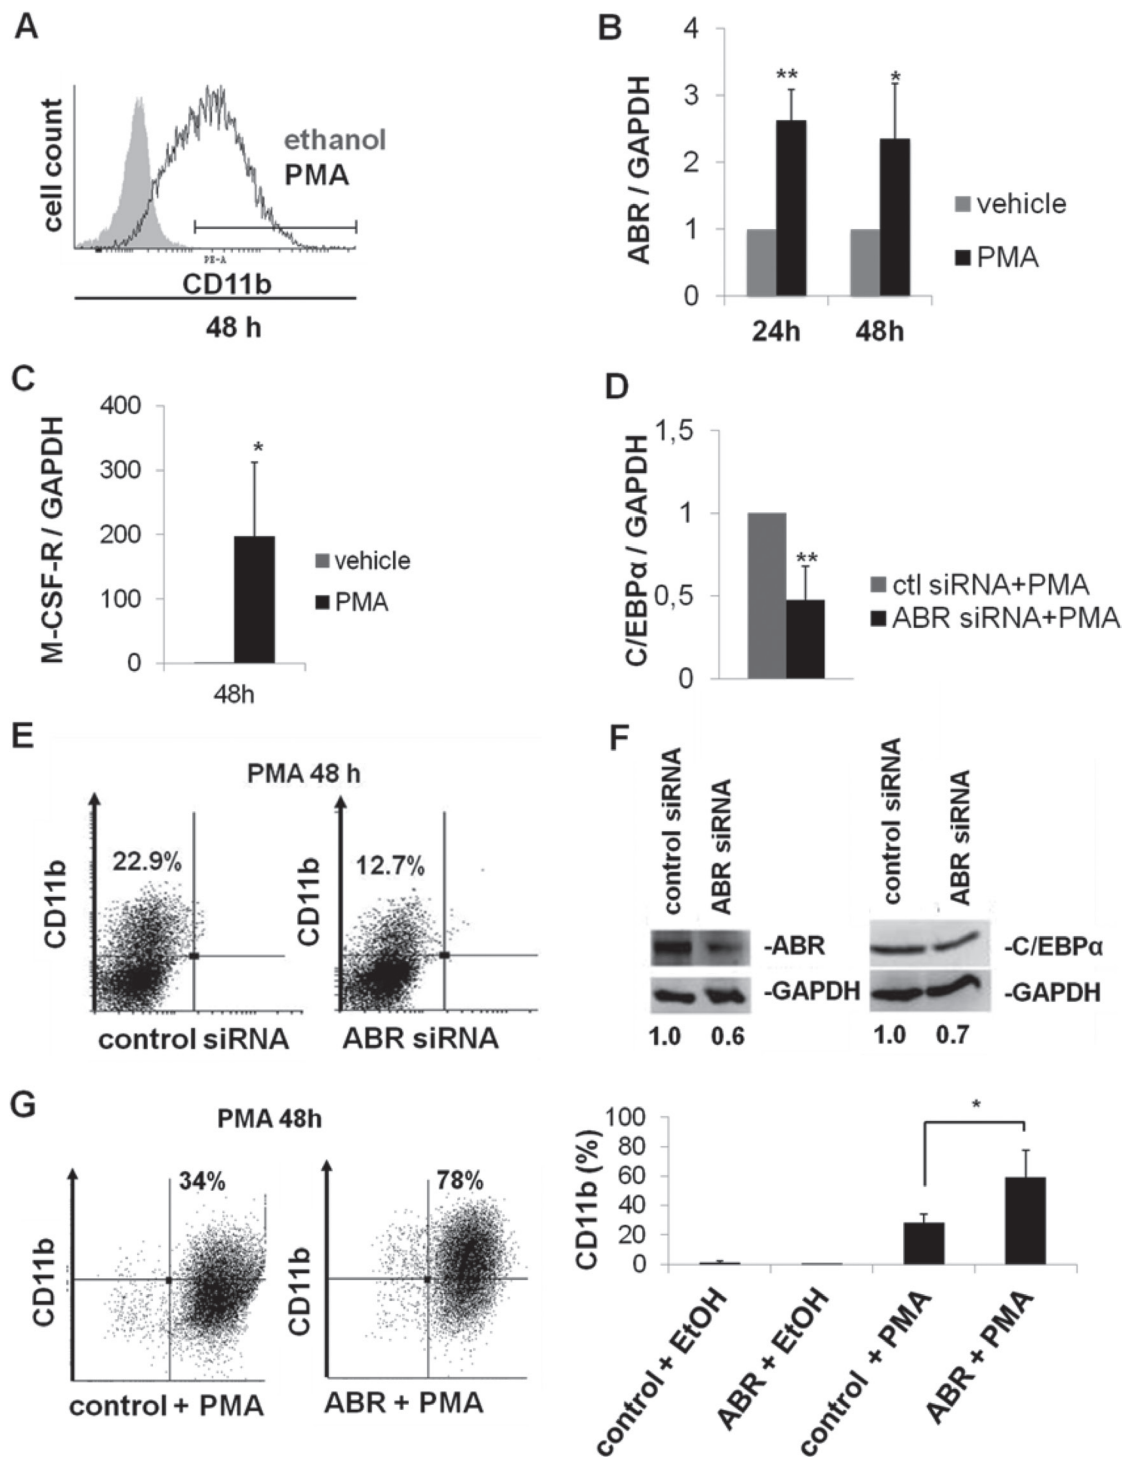 A
cell count
ethanol
PMA
PE-A
CD11b
48 h
B
ABR / GAPDH
4
3
2
1
0
**
*
24h
48h
vehicle
PMA
C
M-CSF-R / GAPDH
400
300
200
100
0
*
48h
vehicle
PMA
D
C/EBPα / GAPDH
1,5
1
0,5
0
**
ctl siRNA+PMA
ABR siRNA+PMA
E
PMA 48 h
CD11b
22.9%
control siRNA
CD11b
12.7%
ABR siRNA
F
control siRNA
ABR siRNA
-ABR
-GAPDH
1.0 0.6
control siRNA
ABR siRNA
-C/EBPα
-GAPDH
1.0 0.7
G
PMA 48h
CD11b
34%
control + PMA
CD11b
78%
ABR + PMA
CD11b (%)
100
80
60
40
20
0
*
control + EtOH
ABR + EtOH
control + PMA
ABR + PMA